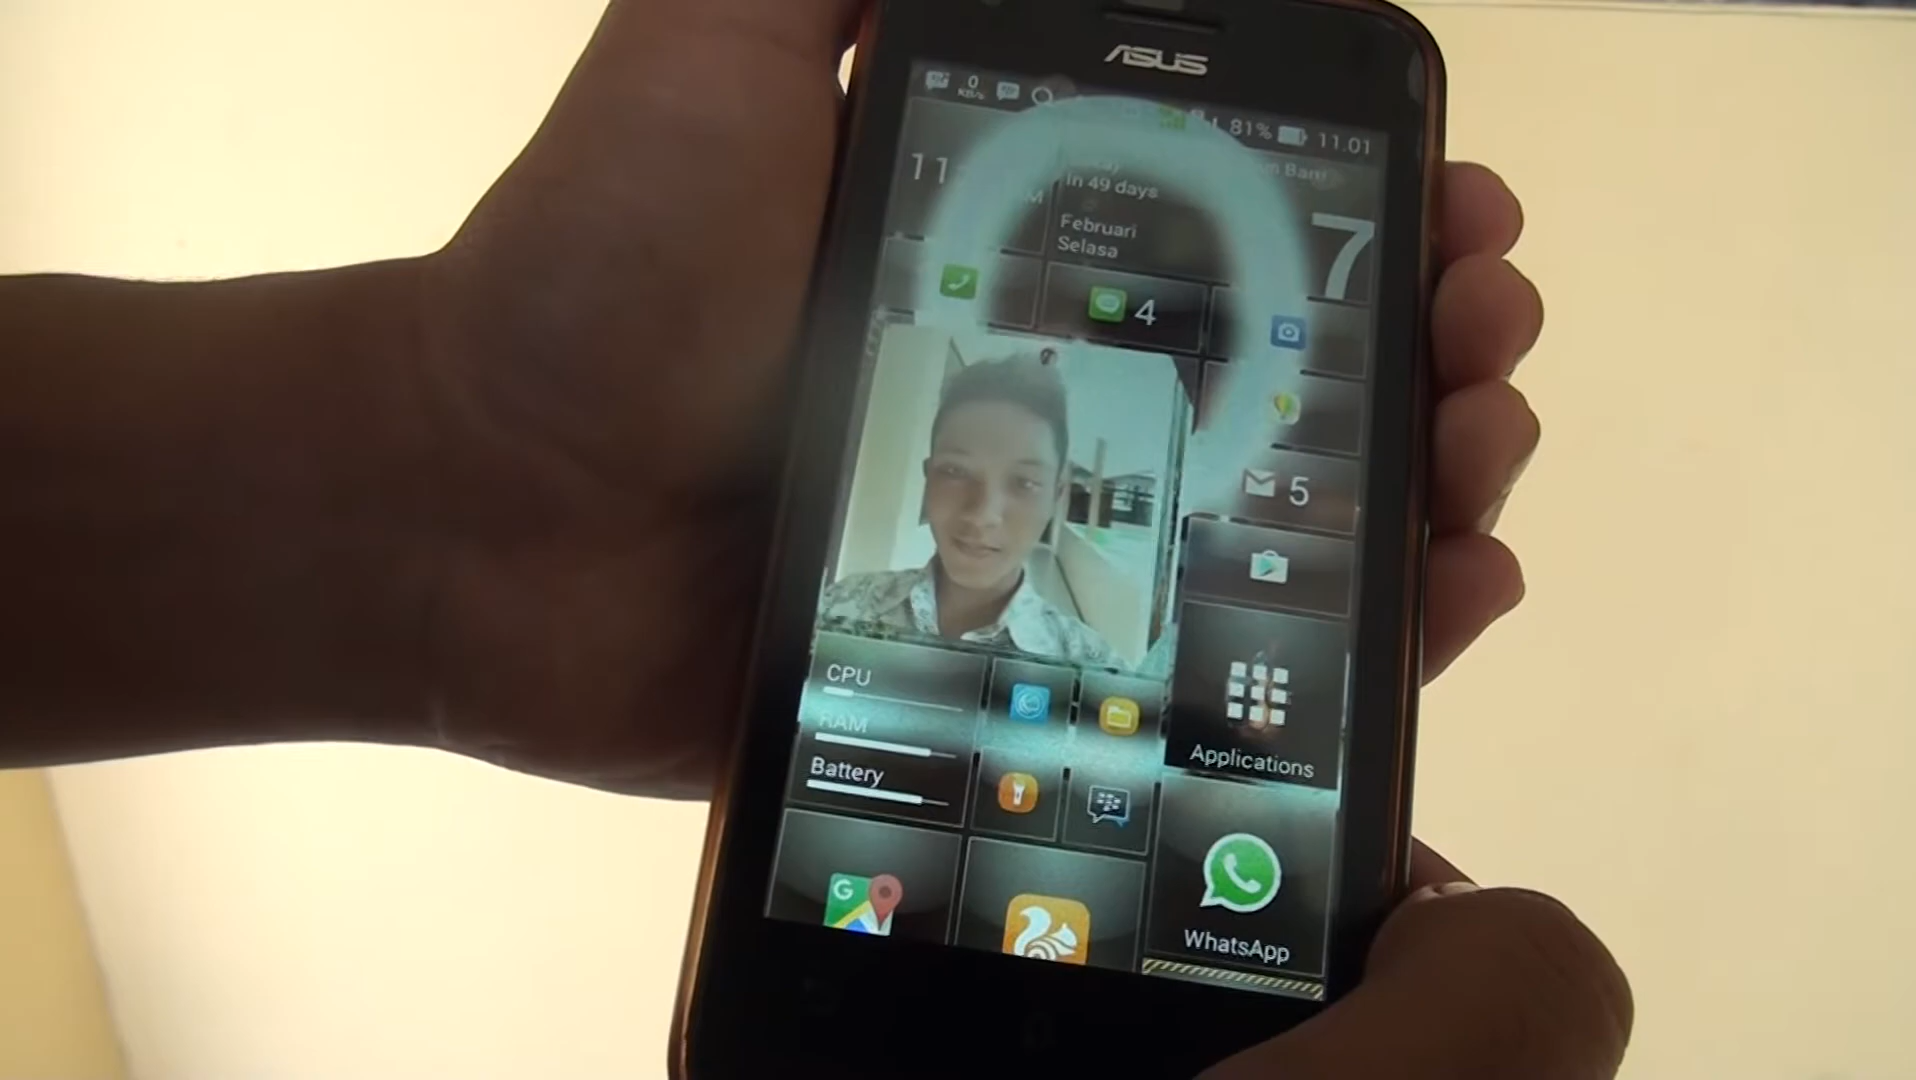 ASUS
0
KB/s
81% 11.01
11
In 49 days
Februari
Selasa
7
4
5
CPU
RAM
Battery
Applications
G
WhatsApp